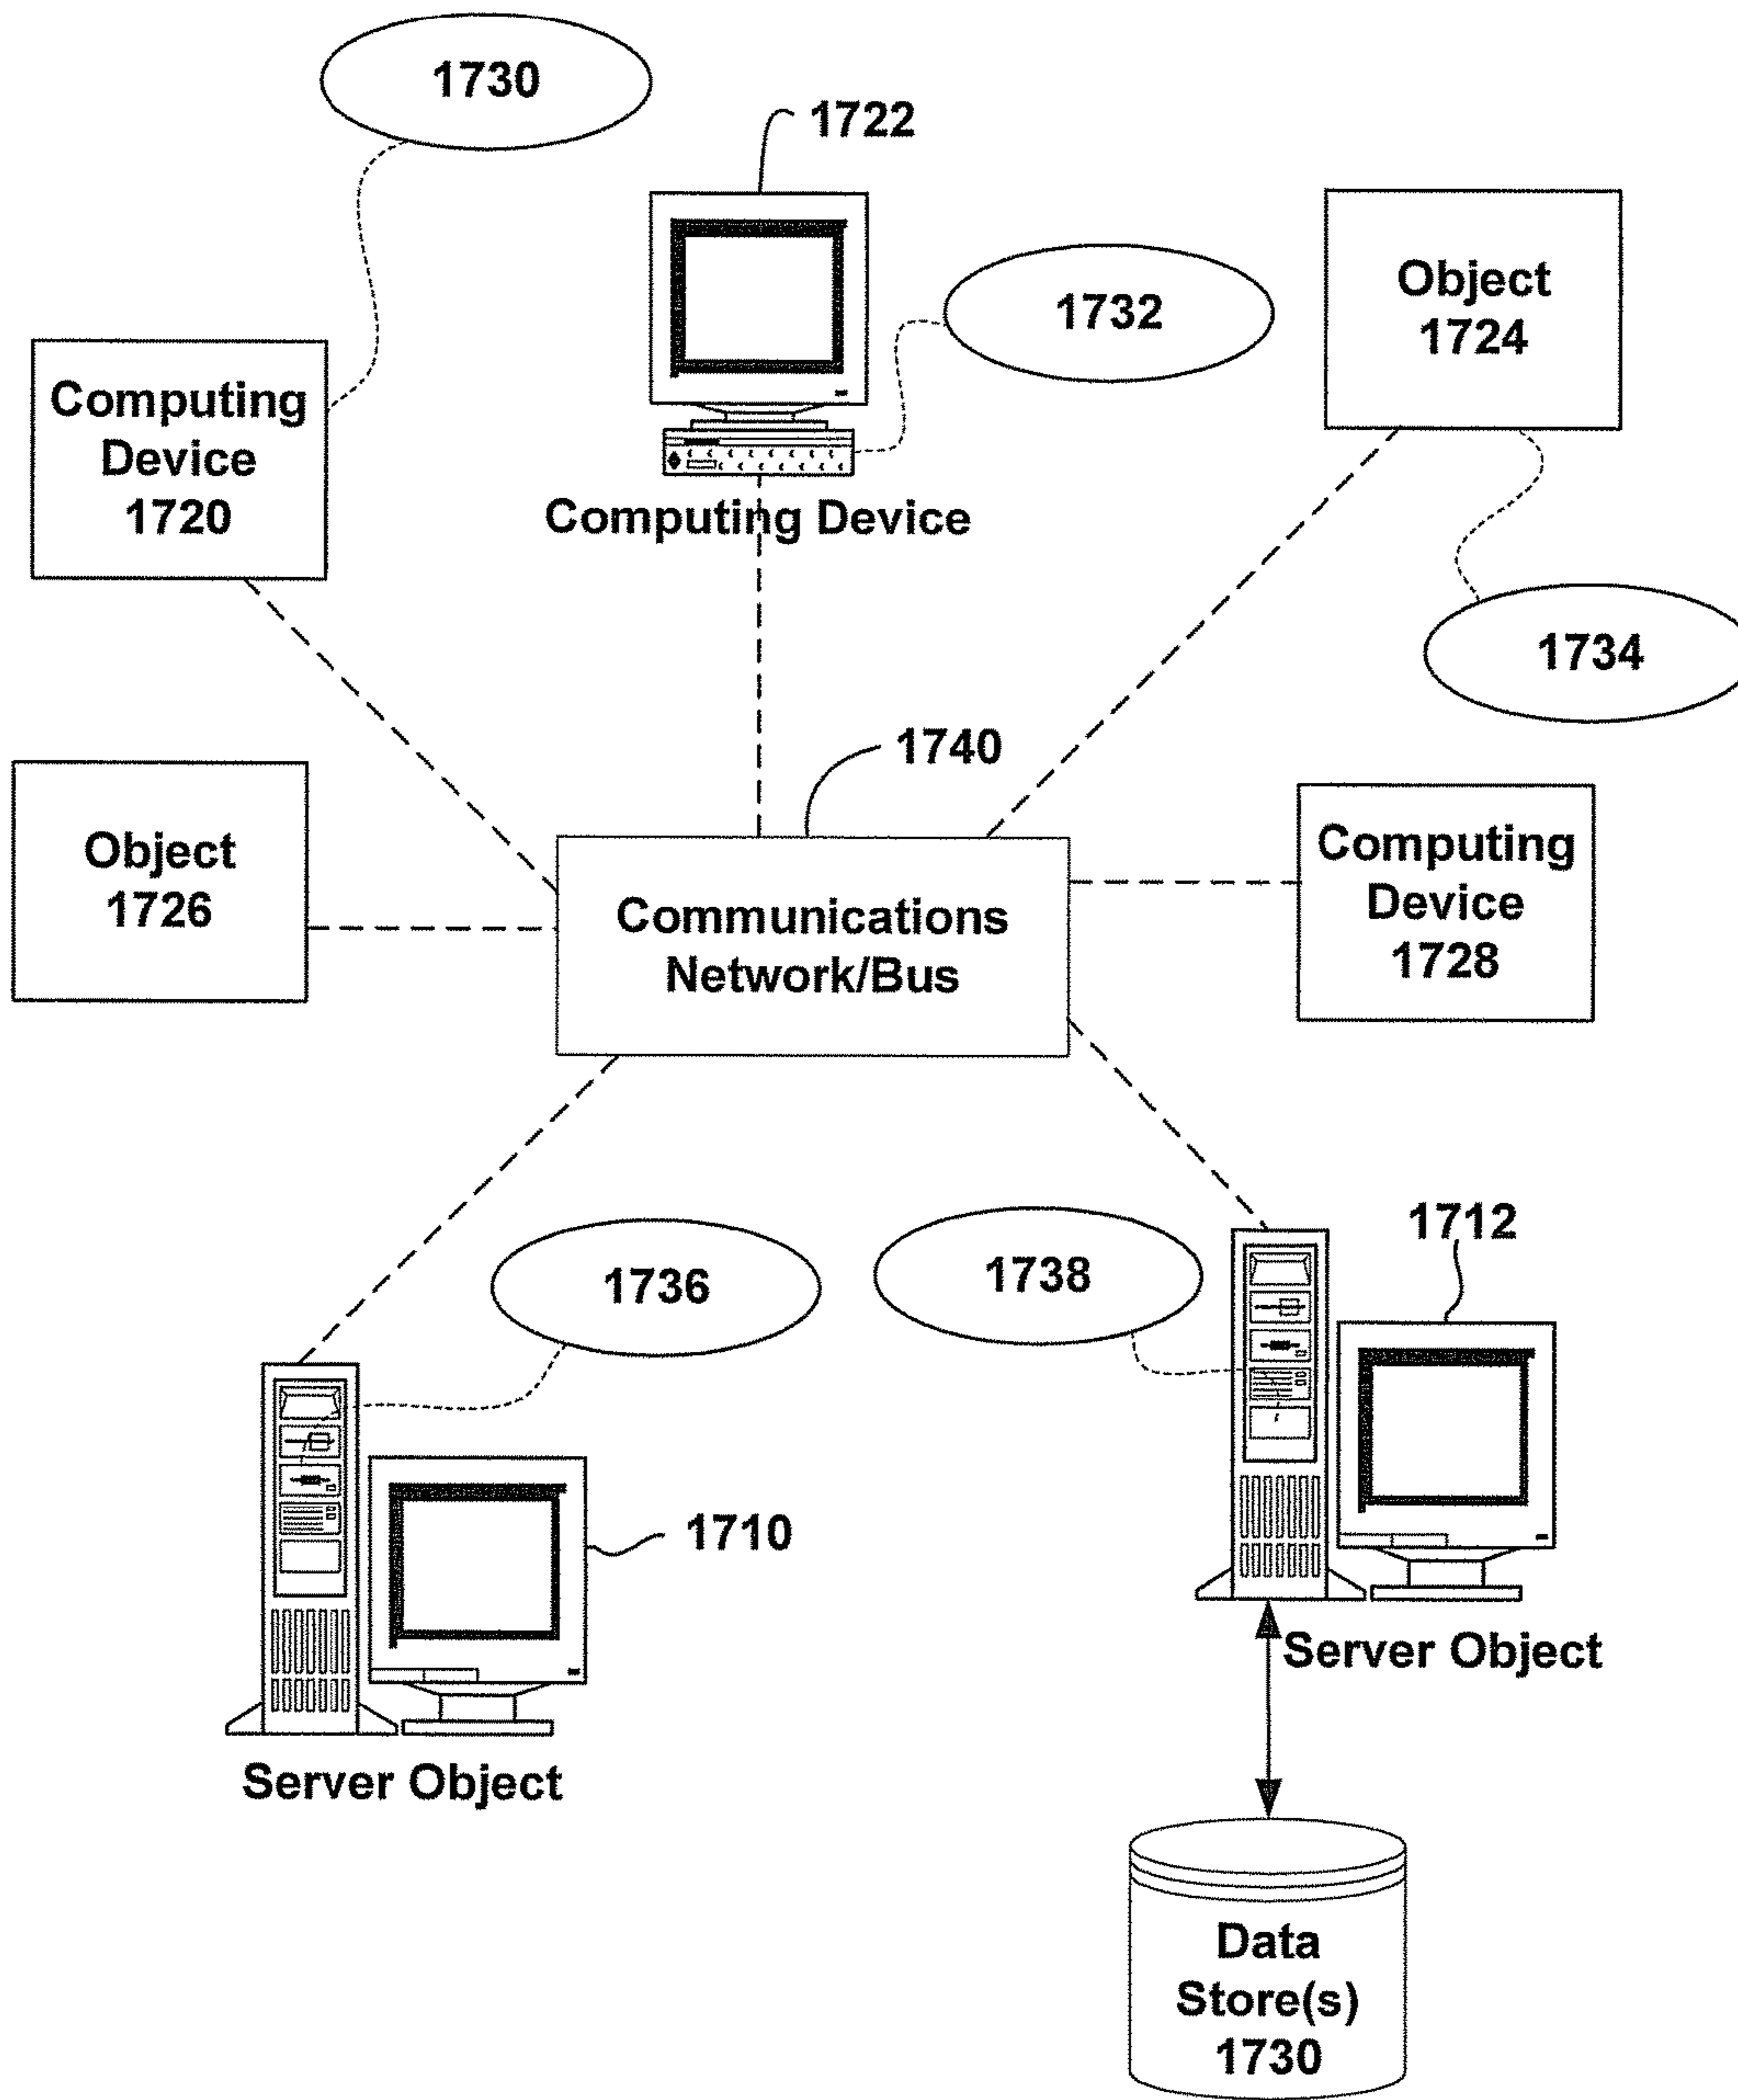 1730
1722
1732
Object
1724
Computing
Device
1720
Computing Device
1734
1740
Object
1726
Communications
Network/Bus
Computing
Device
1728
1736
1738
1712
1710
Server Object
Server Object
Data
Store(s)
1730